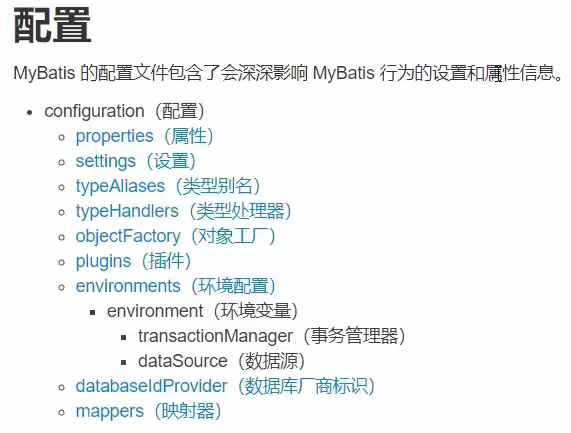 配置
MyBatis 的配置文件包含了会深深影响 MyBatis 行为的设置和属性信息。
configuration（配置）
properties（属性）
settings（设置）
typeAliases（类型别名）
typeHandlers（类型处理器）
objectFactory（对象工厂）
plugins（插件）
environments（环境配置）
environment（环境变量）
transactionManager（事务管理器）
dataSource（数据源）
databaseIdProvider（数据库厂商标识）
mappers（映射器）